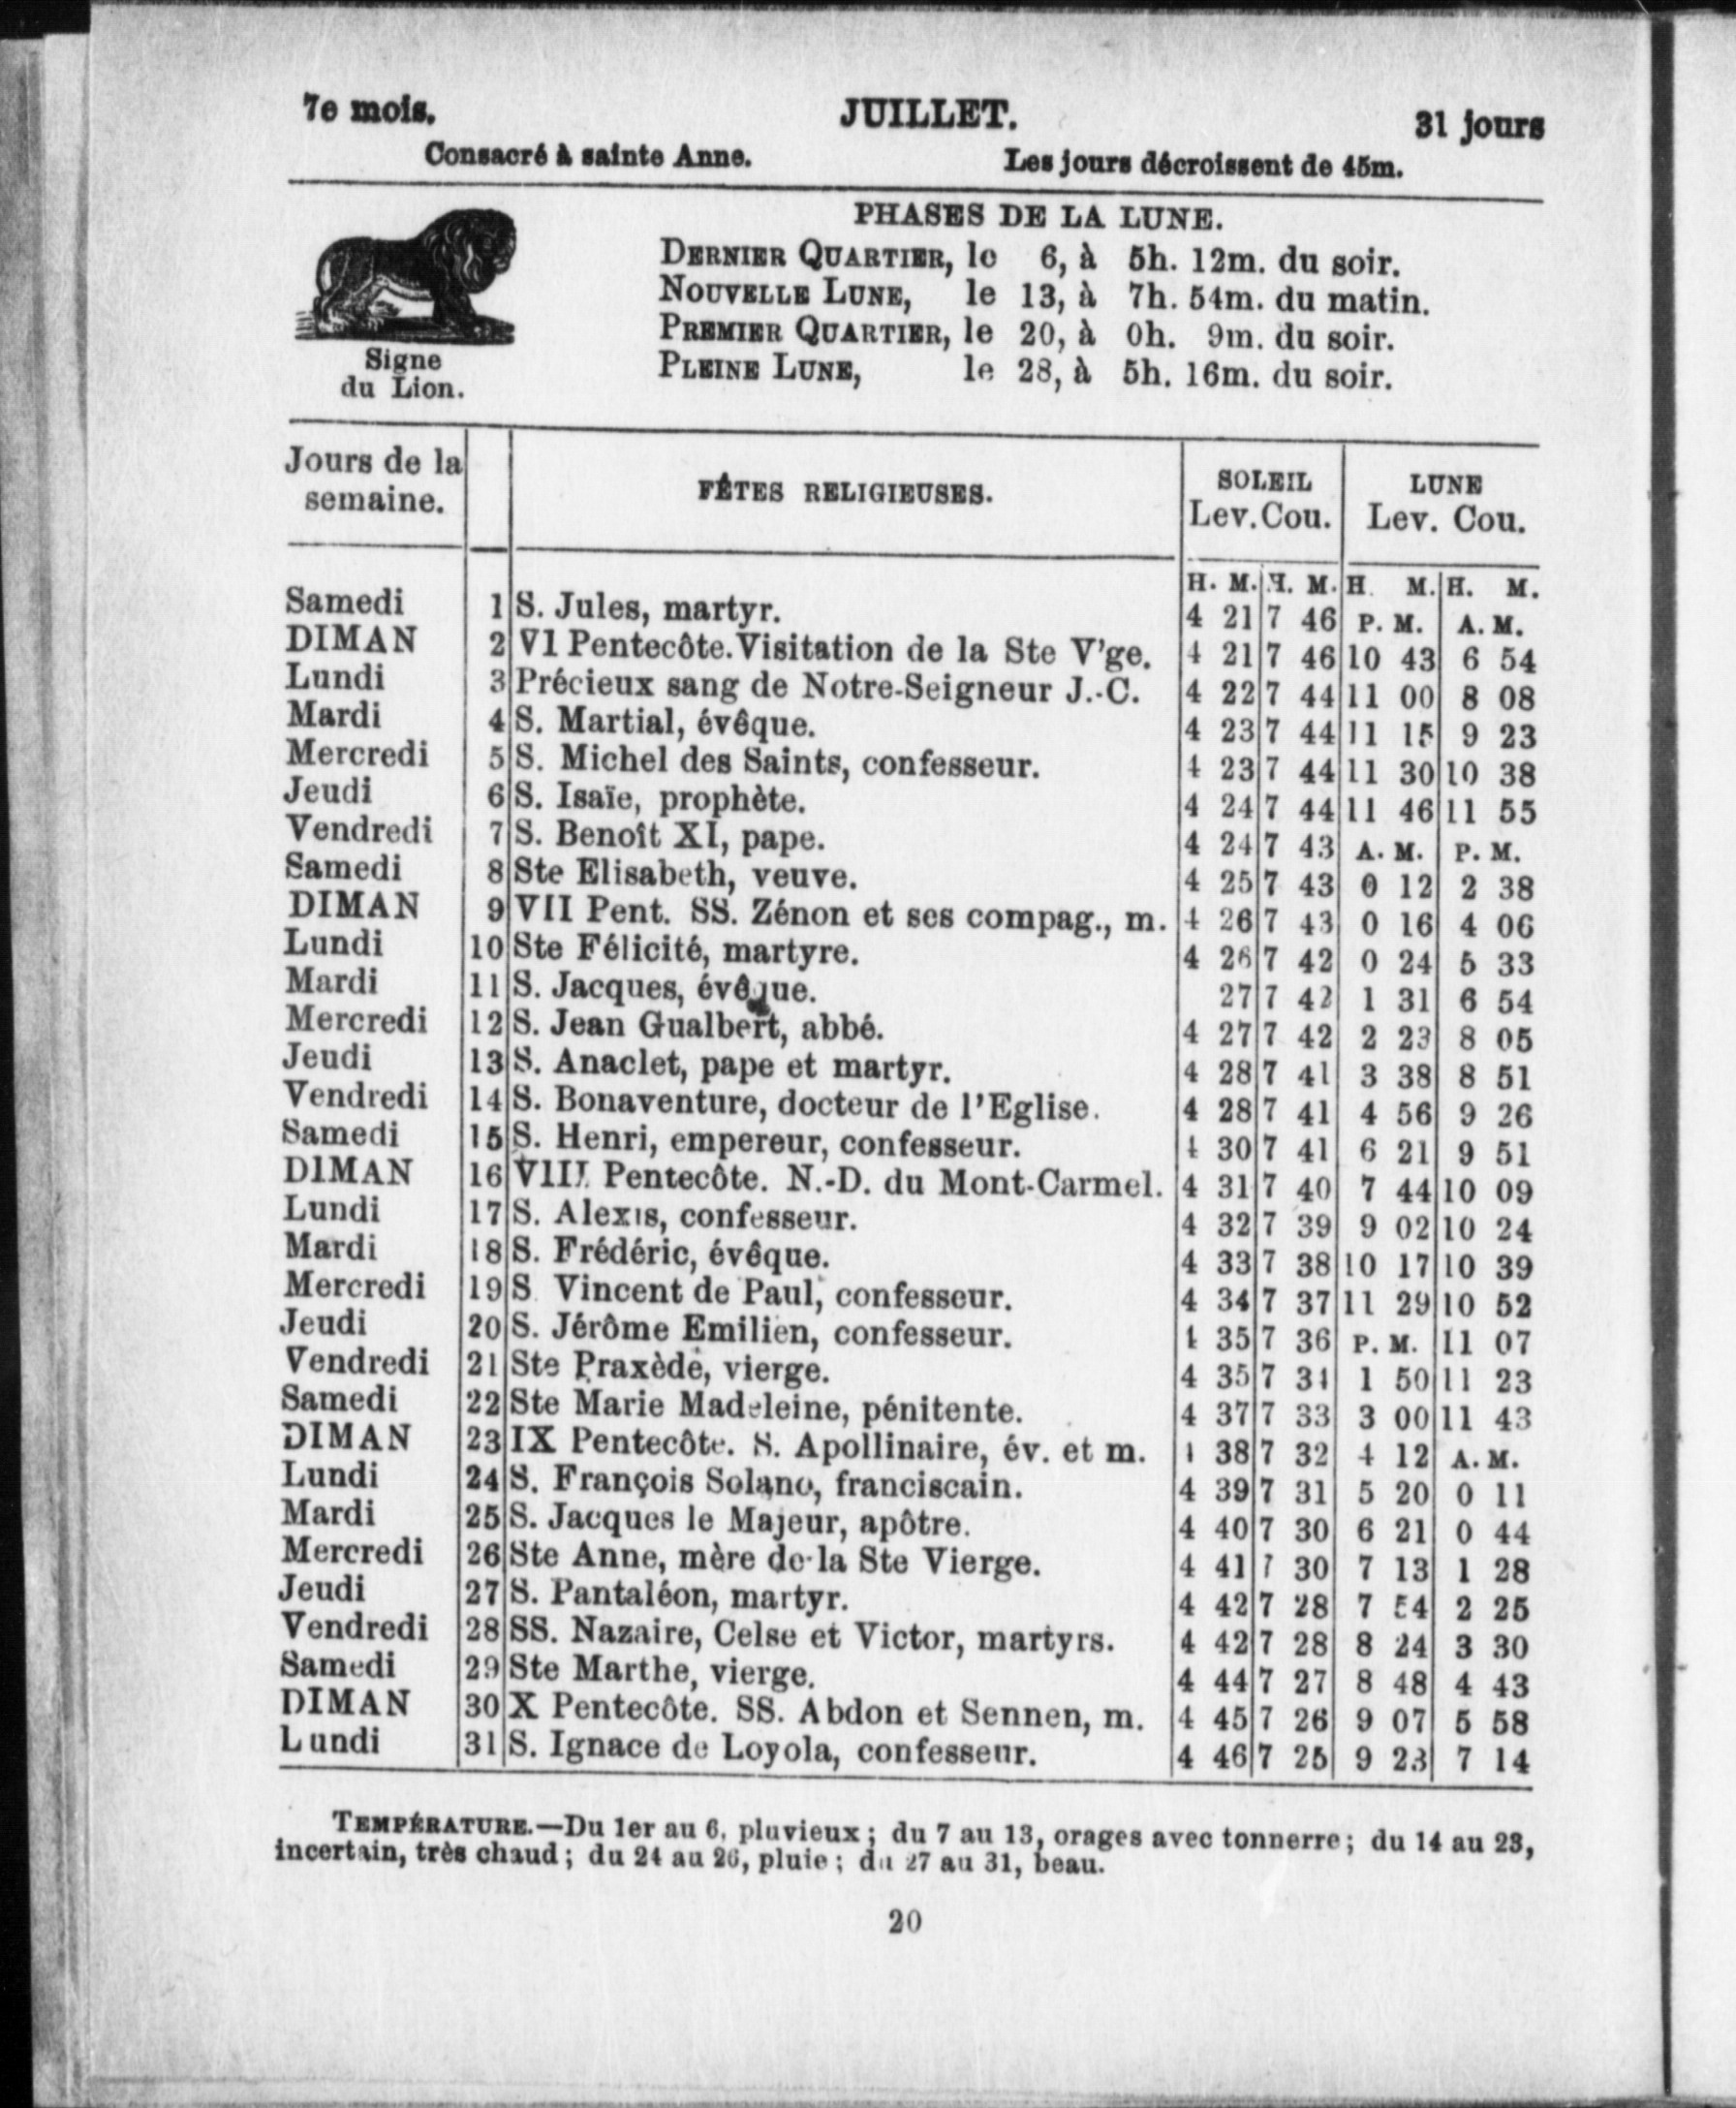 7e mois.
JUILLET.
31 jours
Consacré à sainte Anne.
Les jours décroissent de 45m.
PHASES DE LA LUNE.
DERNIER QUARTIER, le 6, à 5h. 12m. du soir.
NOUVELLE LUNE, le 13, à 7h. 54m. du matin.
PREMIER QUARTIER, le 20, à 0h. 9m. du soir.
PLEINE LUNE, le 28, à 5h. 16m. du soir.
Signe
du Lion.
Jours de la
semaine.
FÊTES RELIGIEUSES.
SOLEIL
Lev. Cou.
LUNE
Lev. Cou.
H. M. H. M. H. M. H. M.
Samedi 1 S. Jules, martyr. 4 21 7 46 P. M. A. M.
DIMAN 2 VI Pentecôte. Visitation de la Ste V'ge. 4 21 7 46 10 43 6 54
Lundi 3 Précieux sang de Notre-Seigneur J.-C. 4 22 7 44 11 00 8 08
Mardi 4 S. Martial, évêque. 4 23 7 44 11 15 9 23
Mercredi 5 S. Michel des Saints, confesseur. 4 23 7 44 11 30 10 38
Jeudi 6 S. Isaïe, prophète. 4 24 7 44 11 46 11 55
Vendredi 7 S. Benoît XI, pape. 4 24 7 43 A. M. P. M.
Samedi 8 Ste Elisabeth, veuve. 4 25 7 43 0 12 2 38
DIMAN 9 VII Pent. SS. Zénon et ses compag., m. 4 26 7 43 0 16 4 06
Lundi 10 Ste Félicité, martyre. 4 26 7 42 0 24 5 33
Mardi 11 S. Jacques, évêque. 27 7 42 1 31 6 54
Mercredi 12 S. Jean Gualbert, abbé. 4 27 7 42 2 23 8 05
Jeudi 13 S. Anaclet, pape et martyr. 4 28 7 41 3 38 8 51
Vendredi 14 S. Bonaventure, docteur de l'Eglise. 4 28 7 41 4 56 9 26
Samedi 15 S. Henri, empereur, confesseur. 4 30 7 41 6 21 9 51
DIMAN 16 VIII Pentecôte. N.-D. du Mont-Carmel. 4 31 7 40 7 44 10 09
Lundi 17 S. Alexis, confesseur. 4 32 7 39 9 02 10 24
Mardi 18 S. Frédéric, évêque. 4 33 7 38 10 17 10 39
Mercredi 19 S Vincent de Paul, confesseur. 4 34 7 37 11 29 10 52
Jeudi 20 S. Jérôme Emilien, confesseur. 4 35 7 36 P. M. 11 07
Vendredi 21 Ste Praxède, vierge. 4 35 7 34 1 50 11 23
Samedi 22 Ste Marie Madeleine, pénitente. 4 37 7 33 3 00 11 43
DIMAN 23 IX Pentecôte. S. Apollinaire, év. et m. 4 38 7 32 4 12 A. M.
Lundi 24 S. François Solano, franciscain. 4 39 7 31 5 20 0 11
Mardi 25 S. Jacques le Majeur, apôtre. 4 40 7 30 6 21 0 44
Mercredi 26 Ste Anne, mère de la Ste Vierge. 4 41 7 30 7 13 1 28
Jeudi 27 S. Pantaléon, martyr. 4 42 7 28 7 54 2 25
Vendredi 28 SS. Nazaire, Celse et Victor, martyrs. 4 42 7 28 8 24 3 30
Samedi 29 Ste Marthe, vierge. 4 44 7 27 8 48 4 43
DIMAN 30 X Pentecôte. SS. Abdon et Sennen, m. 4 45 7 26 9 07 5 58
Lundi 31 S. Ignace de Loyola, confesseur. 4 46 7 25 9 23 7 14
TEMPÉRATURE.—Du 1er au 6, pluvieux; du 7 au 13, orages avec tonnerre; du 14 au 23,
incertain, très chaud; du 24 au 26, pluie; du 27 au 31, beau.
20